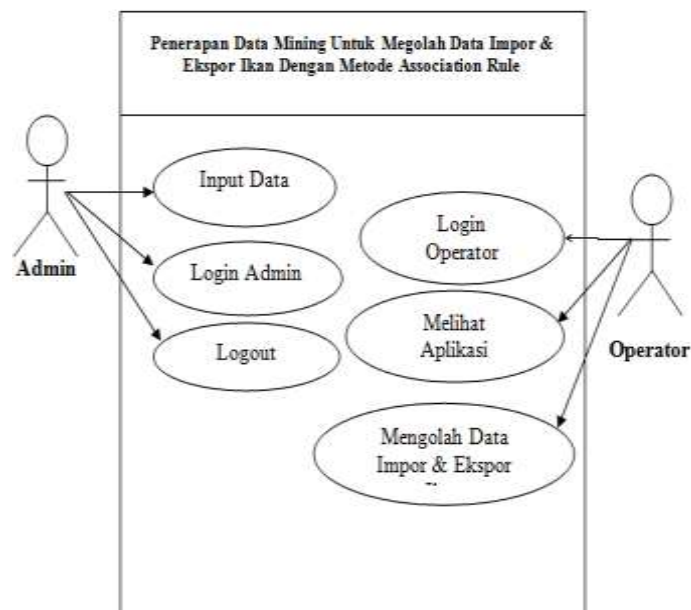 Penerapan Data Mining Untuk Megolah Data Impor &
Ekspor Ikan Dengan Metode Association Rule
Input Data
Login Admin
Logout
Admin
Login
Operator
Melihat
Aplikasi
Mengolah Data
Impor & Ekspor
Operator